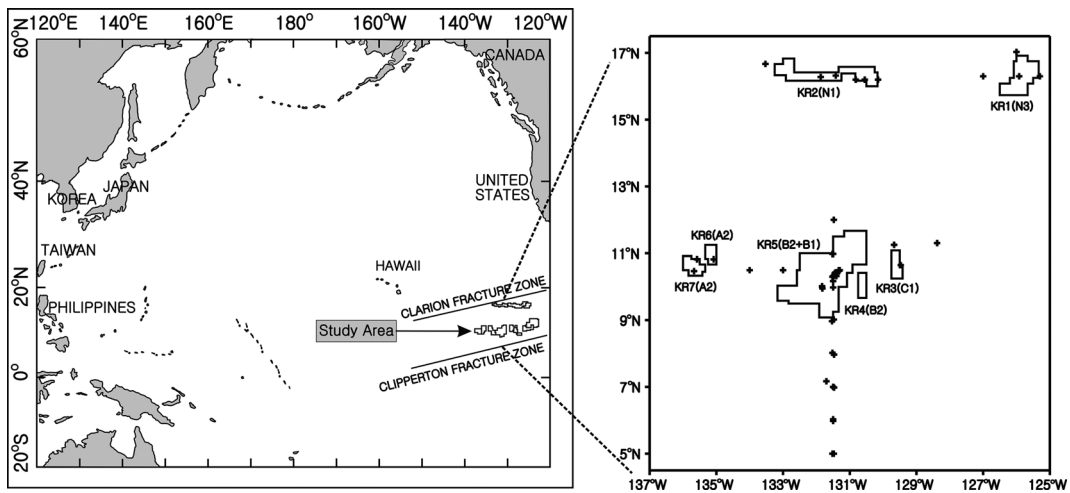 120°E 140°E 160°E 180° 160°W 140°W 120°W
60°N
40°N
20°N
0°
20°S
CANADA
UNITED
STATES
JAPAN
KOREA
TAIWAN
HAWAII
PHILIPPINES
CLARION FRACTURE ZONE
Study Area
CLIPPERTON FRACTURE ZONE
17°N
15°N
13°N
11°N
9°N
7°N
5°N
KR2(N1)
KR1(N3)
KR6(A2)
KR5(B2+B1)
KR7(A2)
KR3(C1)
KR4(B2)
137°W 135°W 133°W 131°W 129°W 127°W 125°W